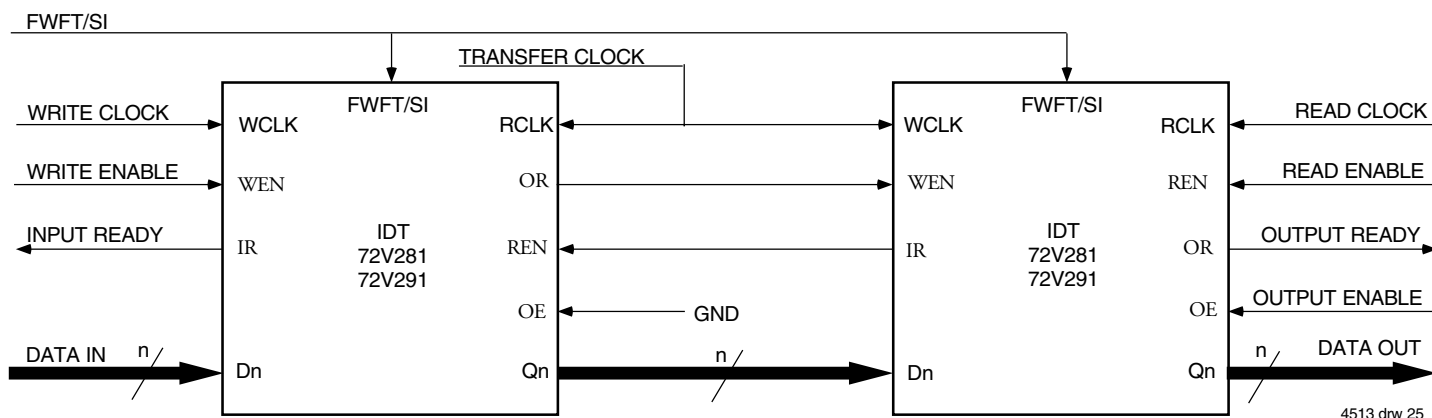 FWFT/SI
TRANSFER CLOCK
FWFT/SI
FWFT/SI
WRITE CLOCK
WCLK
RCLK
WCLK
RCLK
READ CLOCK
WRITE ENABLE
WEN
OR
WEN
REN
READ ENABLE
INPUT READY
IR
IDT
72V281
72V291
REN
IR
IDT
72V281
72V291
OR
OUTPUT READY
OE
GND
OE
OUTPUT ENABLE
DATA IN
n
Dn
Qn
n
Dn
Qn
n
DATA OUT
4513 drw 25